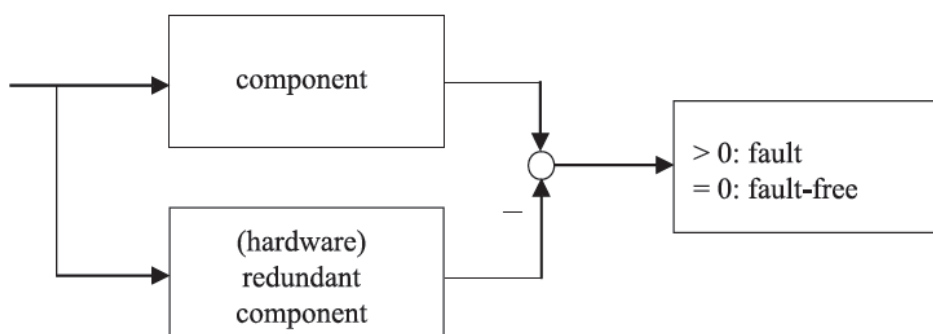 component
> 0: fault
= 0: fault-free
−
(hardware)
redundant
component